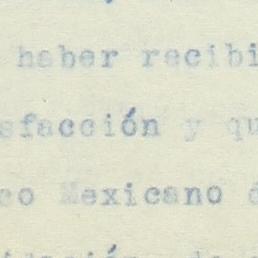 haber recibi
sfacción y qu
co Mexicano d